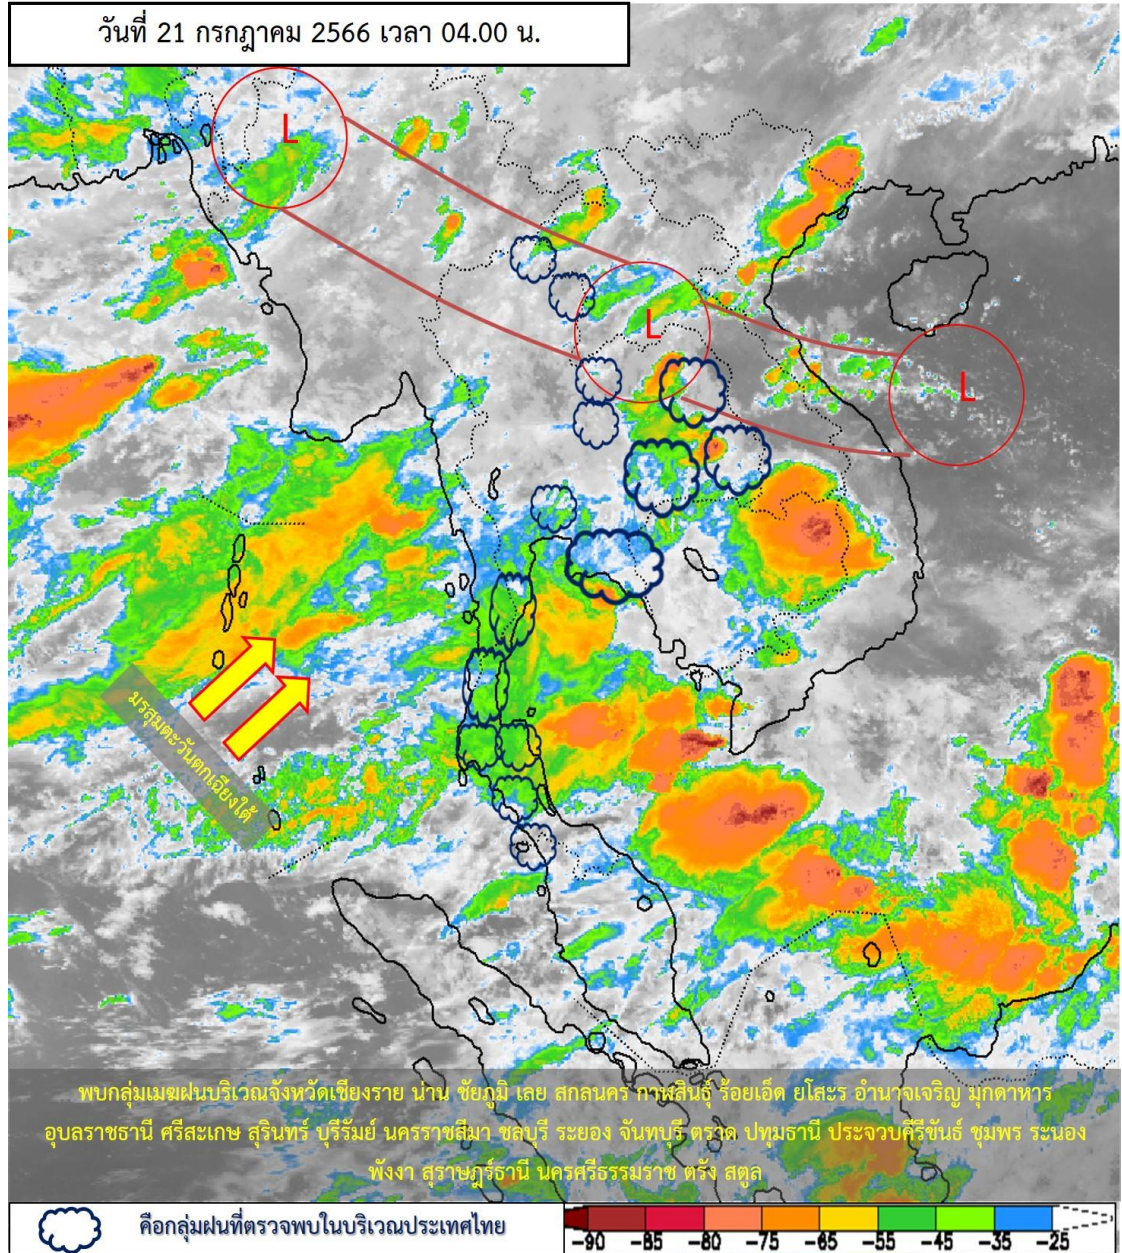 วันที่ 21 กรกฎาคม 2566 เวลา 04.00 น.
L
L
L
มรสุมตะวันตกเฉียงใต้
พบกลุ่มเมฆฝนบริเวณจังหวัดเชียงราย น่าน ชัยภูมิ เลย สกลนคร กาฬสินธุ์ ร้อยเอ็ด ยโสะร อำนาจเจริญ มุกดาหาร
อุบลราชธานี ศรีสะเกษ สุรินทร์ บุรีรัมย์ นครราชสีมา ชลบุรี ระยอง จันทบุรี ตราด ปทุมธานี ประจวบคีรีขันธ์ ชุมพร ระนอง
พังงา สุราษฎร์ธานี นครศรีธรรมราช ตรัง สตูล
คือกลุ่มฝนที่ตรวจพบในบริเวณประเทศไทย
-90 -85 -80 -75 -65 -55 -45 -35 -25